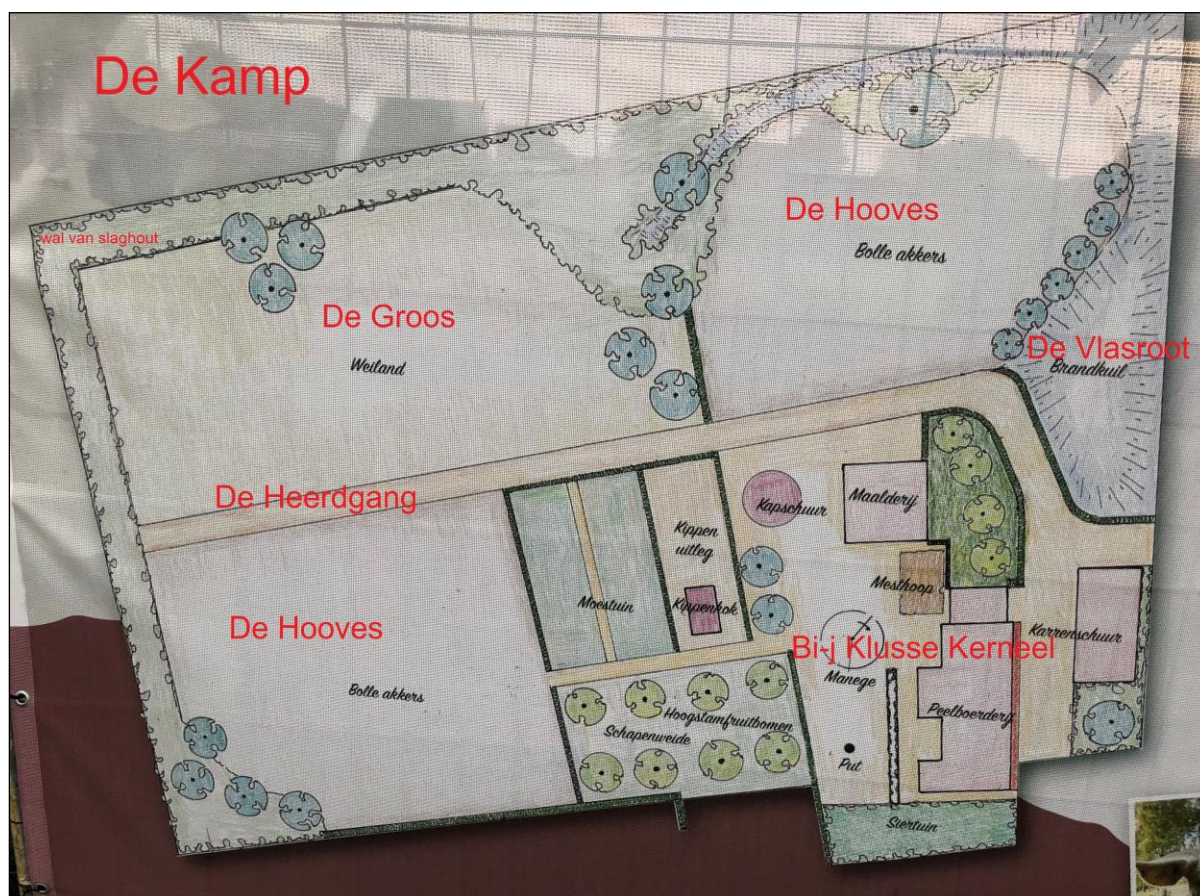 De Kamp
De Hooves
Bolle akkers
wal van slaghout
De Groos
Weiland
De Vlasroot
Brandkuil
De Heerdgang
Kapschuur
Maalderij
Kippen
uitleg
Mesthoop
Moestuin
Kippenhok
De Hooves
Bi-j Klusse Kerneel
Karrenschuur
Manege
Bolle akkers
Hoogstamfruitbomen
Schapenweide
Peelboerderij
Put
Siertuin